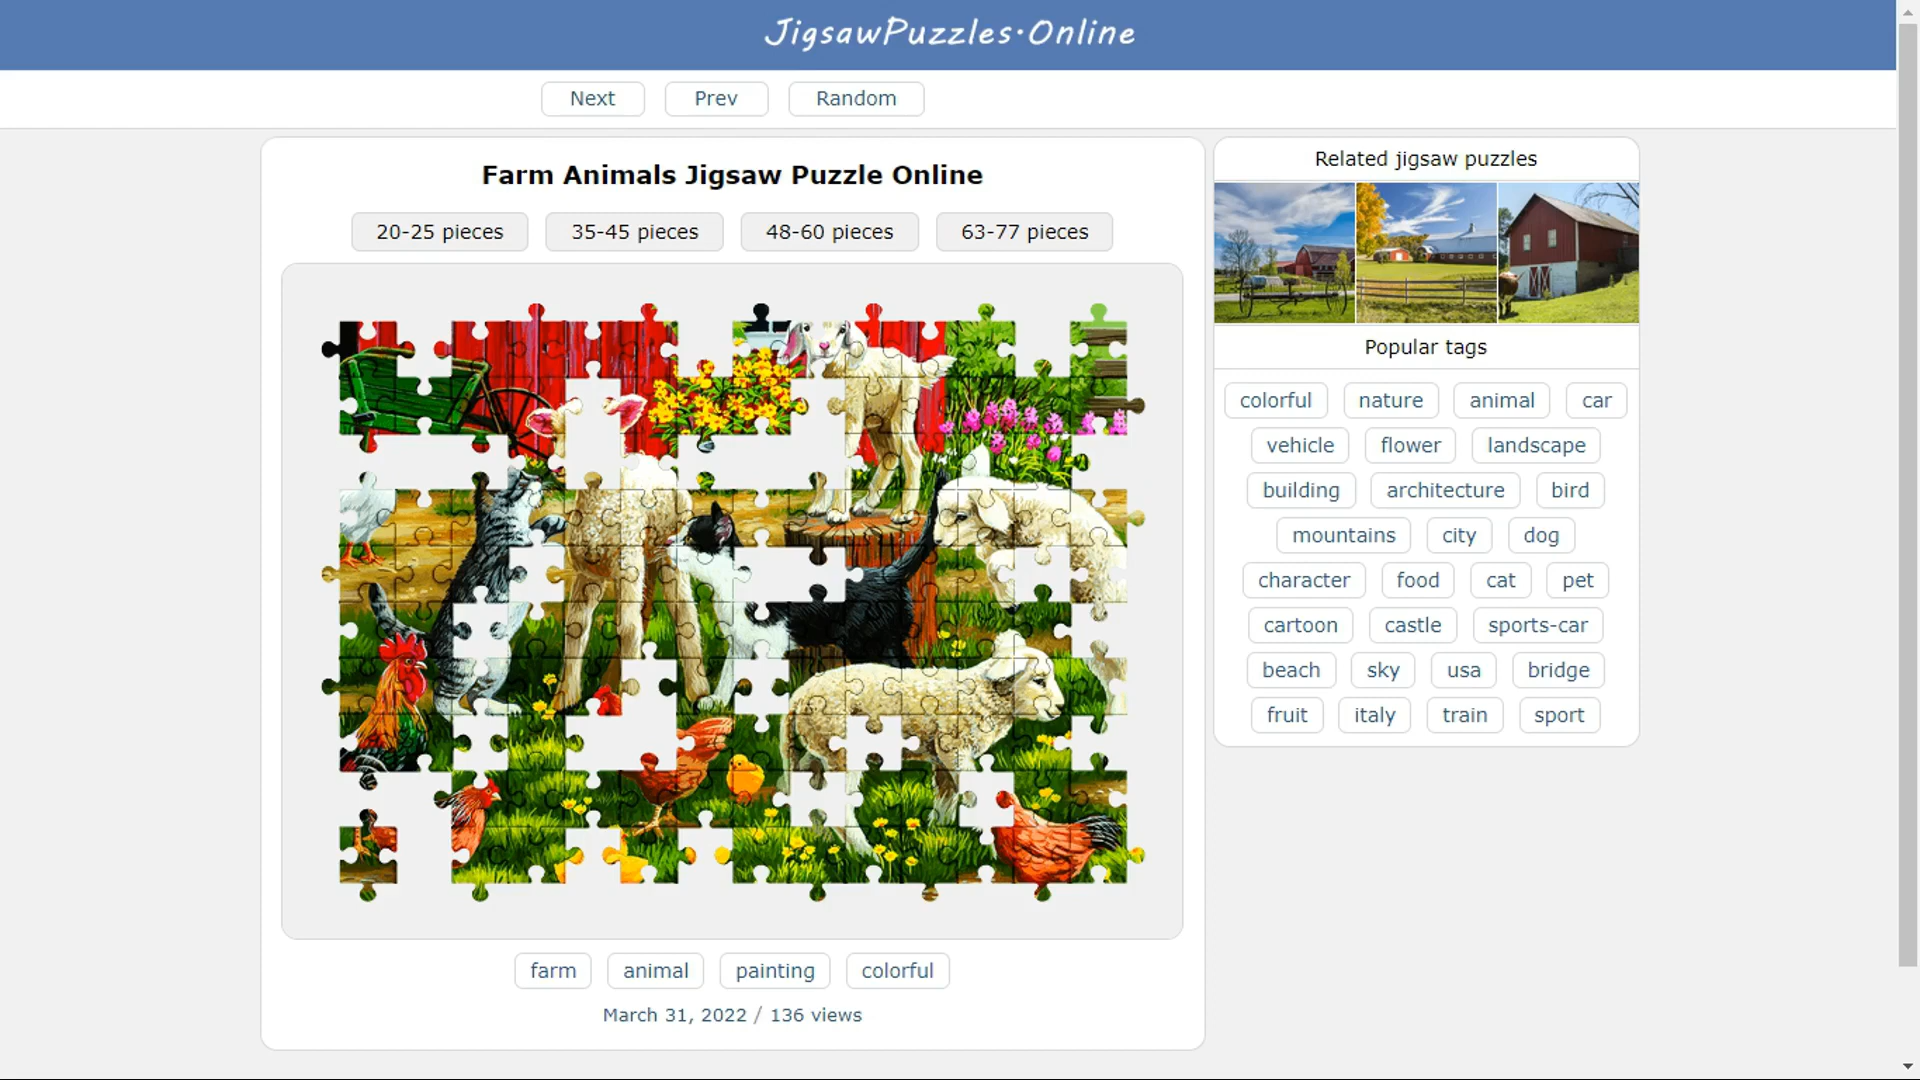 JigsawPuzzles·Online
Next Prev Random
Farm Animals Jigsaw Puzzle Online
20-25 pieces 35-45 pieces 48-60 pieces 63-77 pieces
farm animal painting colorful
March 31, 2022 / 136 views
Related jigsaw puzzles
Popular tags
colorful nature animal car
vehicle flower landscape
building architecture bird
mountains city dog
character food cat pet
cartoon castle sports-car
beach sky usa bridge
fruit italy train sport